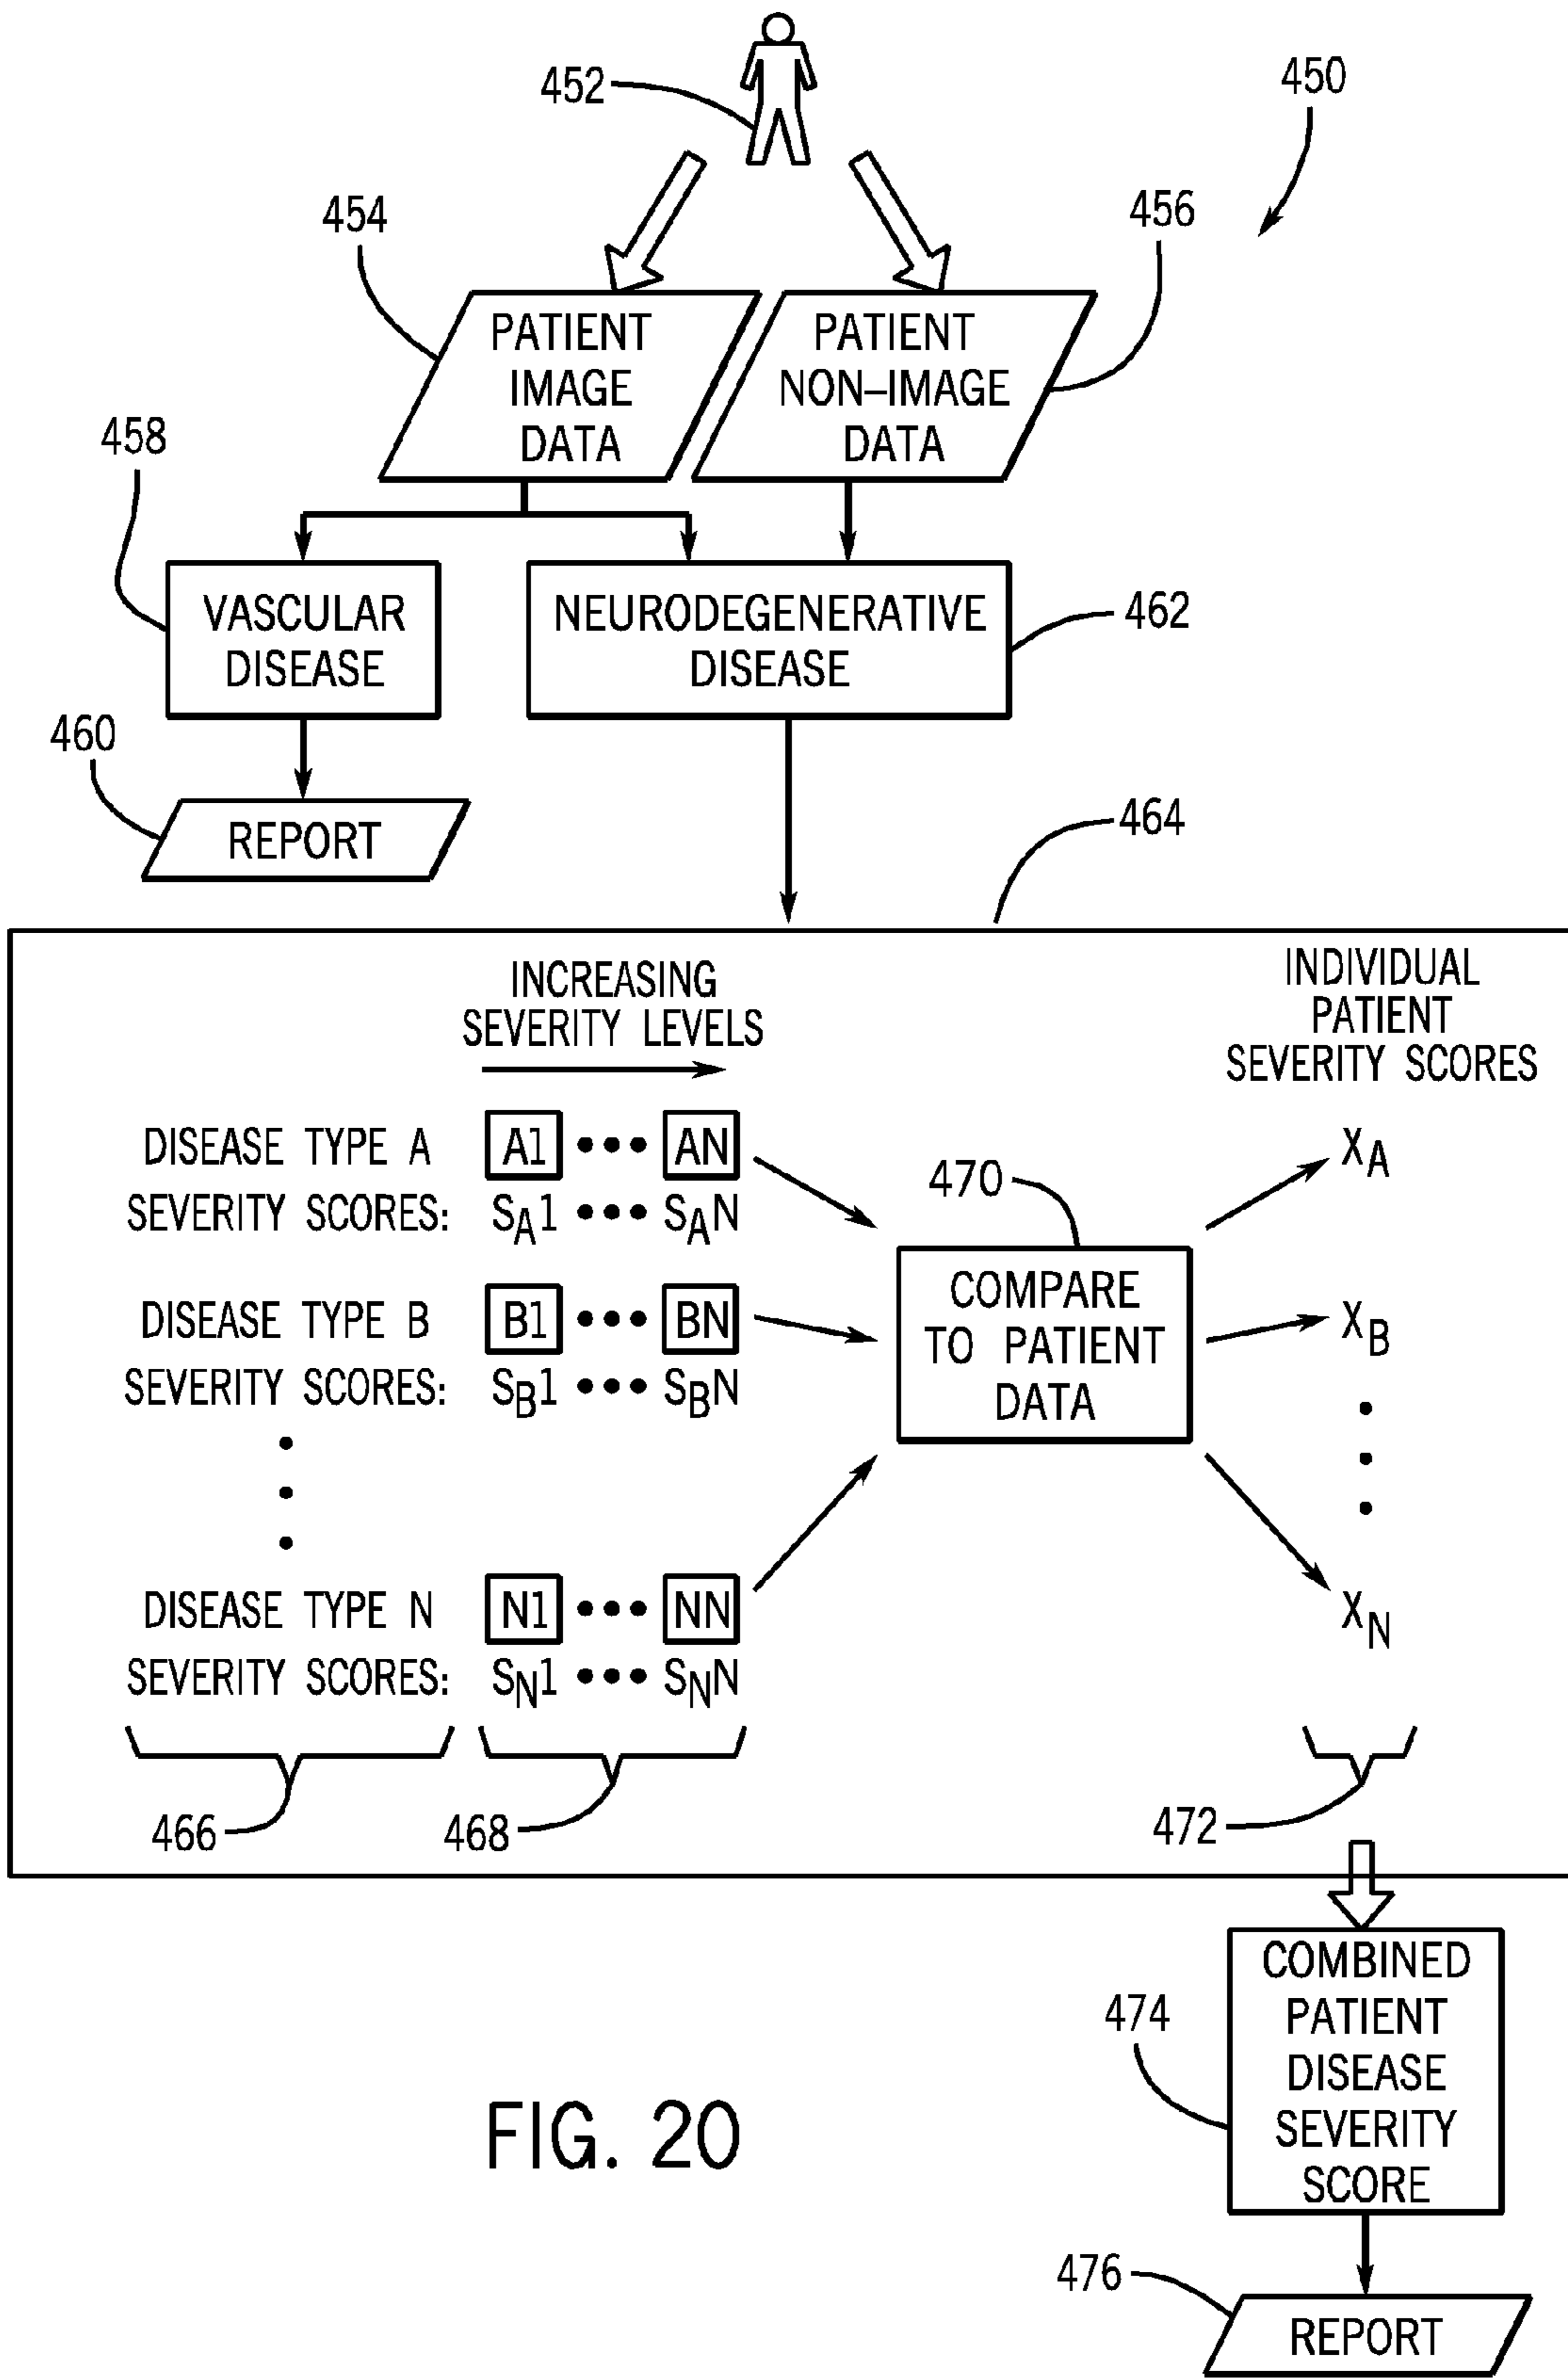 452
450
454
456
PATIENT
IMAGE
DATA
PATIENT
NON–IMAGE
DATA
458
VASCULAR
DISEASE
NEURODEGENERATIVE
DISEASE
462
460
REPORT
464
INCREASING
SEVERITY LEVELS
INDIVIDUAL
PATIENT
SEVERITY SCORES
DISEASE TYPE A A1 ••• AN
SEVERITY SCORES: SA1 ••• SAN
XA
470
COMPARE
TO PATIENT
DATA
DISEASE TYPE B B1 ••• BN
SEVERITY SCORES: SB1 ••• SBN
XB
DISEASE TYPE N N1 ••• NN
SEVERITY SCORES: SN1 ••• SNN
XN
466
468
472
COMBINED
PATIENT
DISEASE
SEVERITY
SCORE
474
FIG. 20
476
REPORT